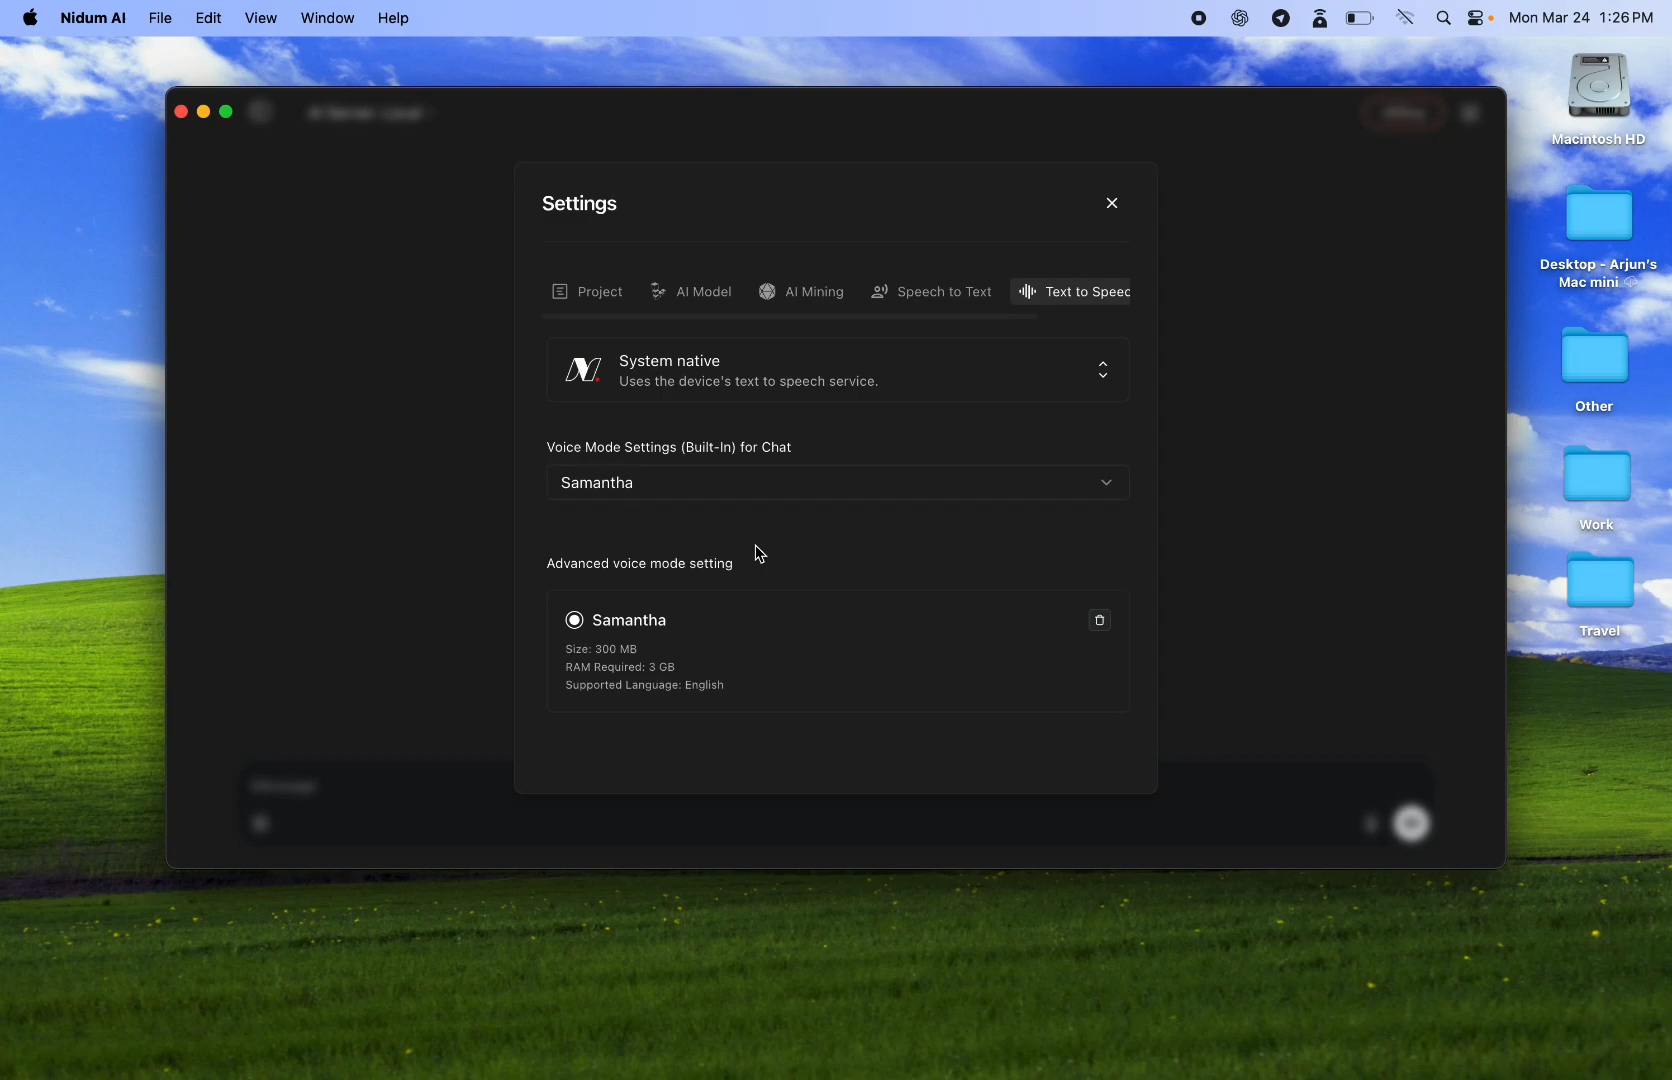 Nidum AI File Edit View Window Help Mon Mar 24 1:26 PM
Macintosh HD
Desktop - Arjun's
Mac mini
Other
Work
Travel
Settings
Project AI Model AI Mining Speech to Text Text to Speec
System native
Uses the device's text to speech service.
Voice Mode Settings (Built-In) for Chat
Samantha
Advanced voice mode setting
Samantha
Size: 300 MB
RAM Required: 3 GB
Supported Language: English